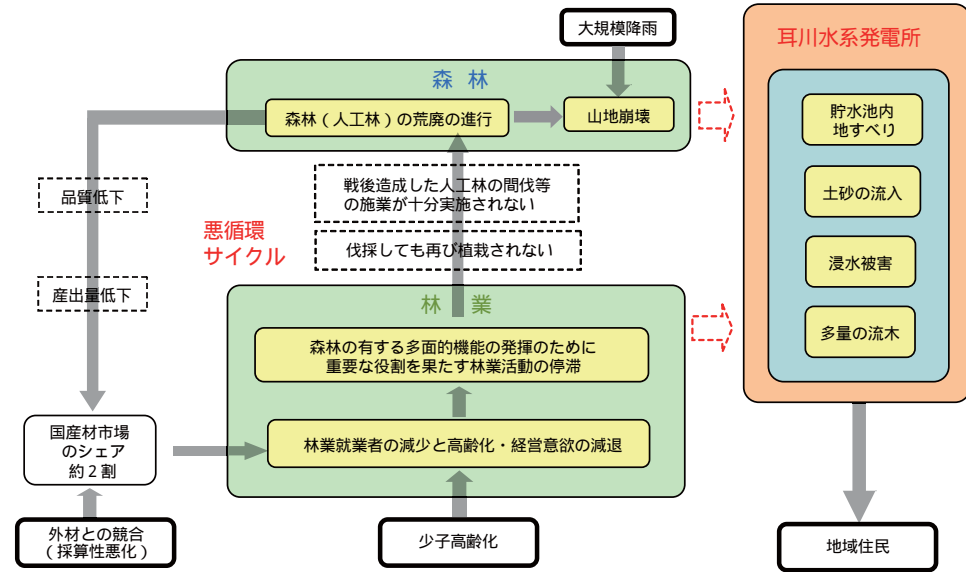 大規模降雨
森 林
森林(人工林)の荒廃の進行
山地崩壊
品質低下
産出量低下
戦後造成した人工林の間伐等
の施業が十分実施されない
伐採しても再び植栽されない
悪循環
サイクル
林 業
森林の有する多面的機能の発揮のために
重要な役割を果たす林業活動の停滞
林業就業者の減少と高齢化・経営意欲の減退
国産材市場
のシェア
約2割
外材との競合
(採算性悪化)
少子高齢化
耳川水系発電所
貯水池内
地すべり
土砂の流入
浸水被害
多量の流木
地域住民